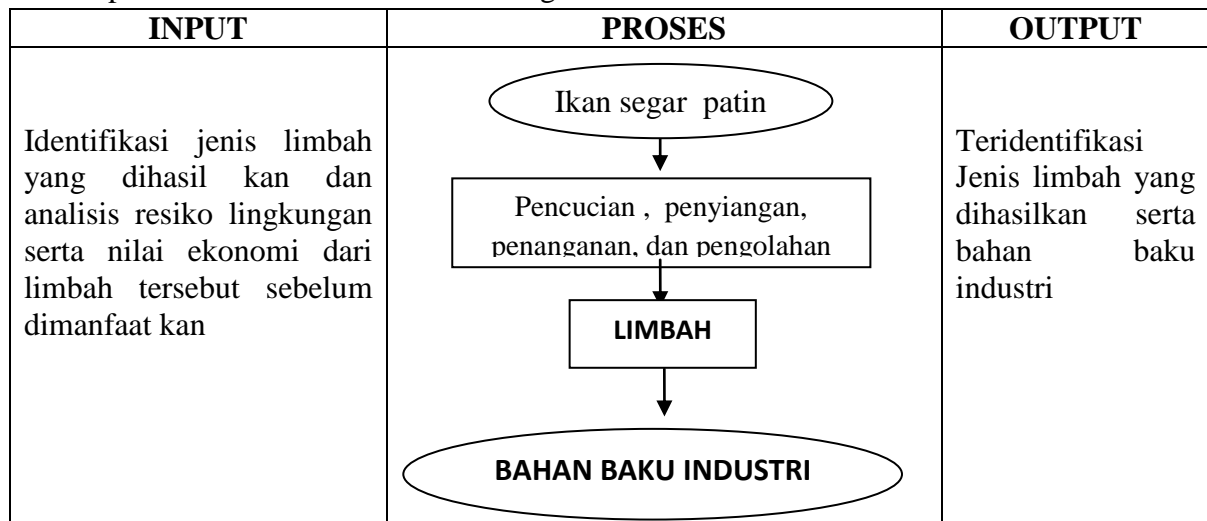 INPUT
PROSES
OUTPUT
Identifikasi jenis limbah
yang dihasil kan dan
analisis resiko lingkungan
serta nilai ekonomi dari
limbah tersebut sebelum
dimanfaat kan
Ikan segar patin
Pencucian , penyiangan,
penanganan, dan pengolahan
LIMBAH
BAHAN BAKU INDUSTRI
Teridentifikasi
Jenis limbah yang
dihasilkan serta
bahan baku
industri